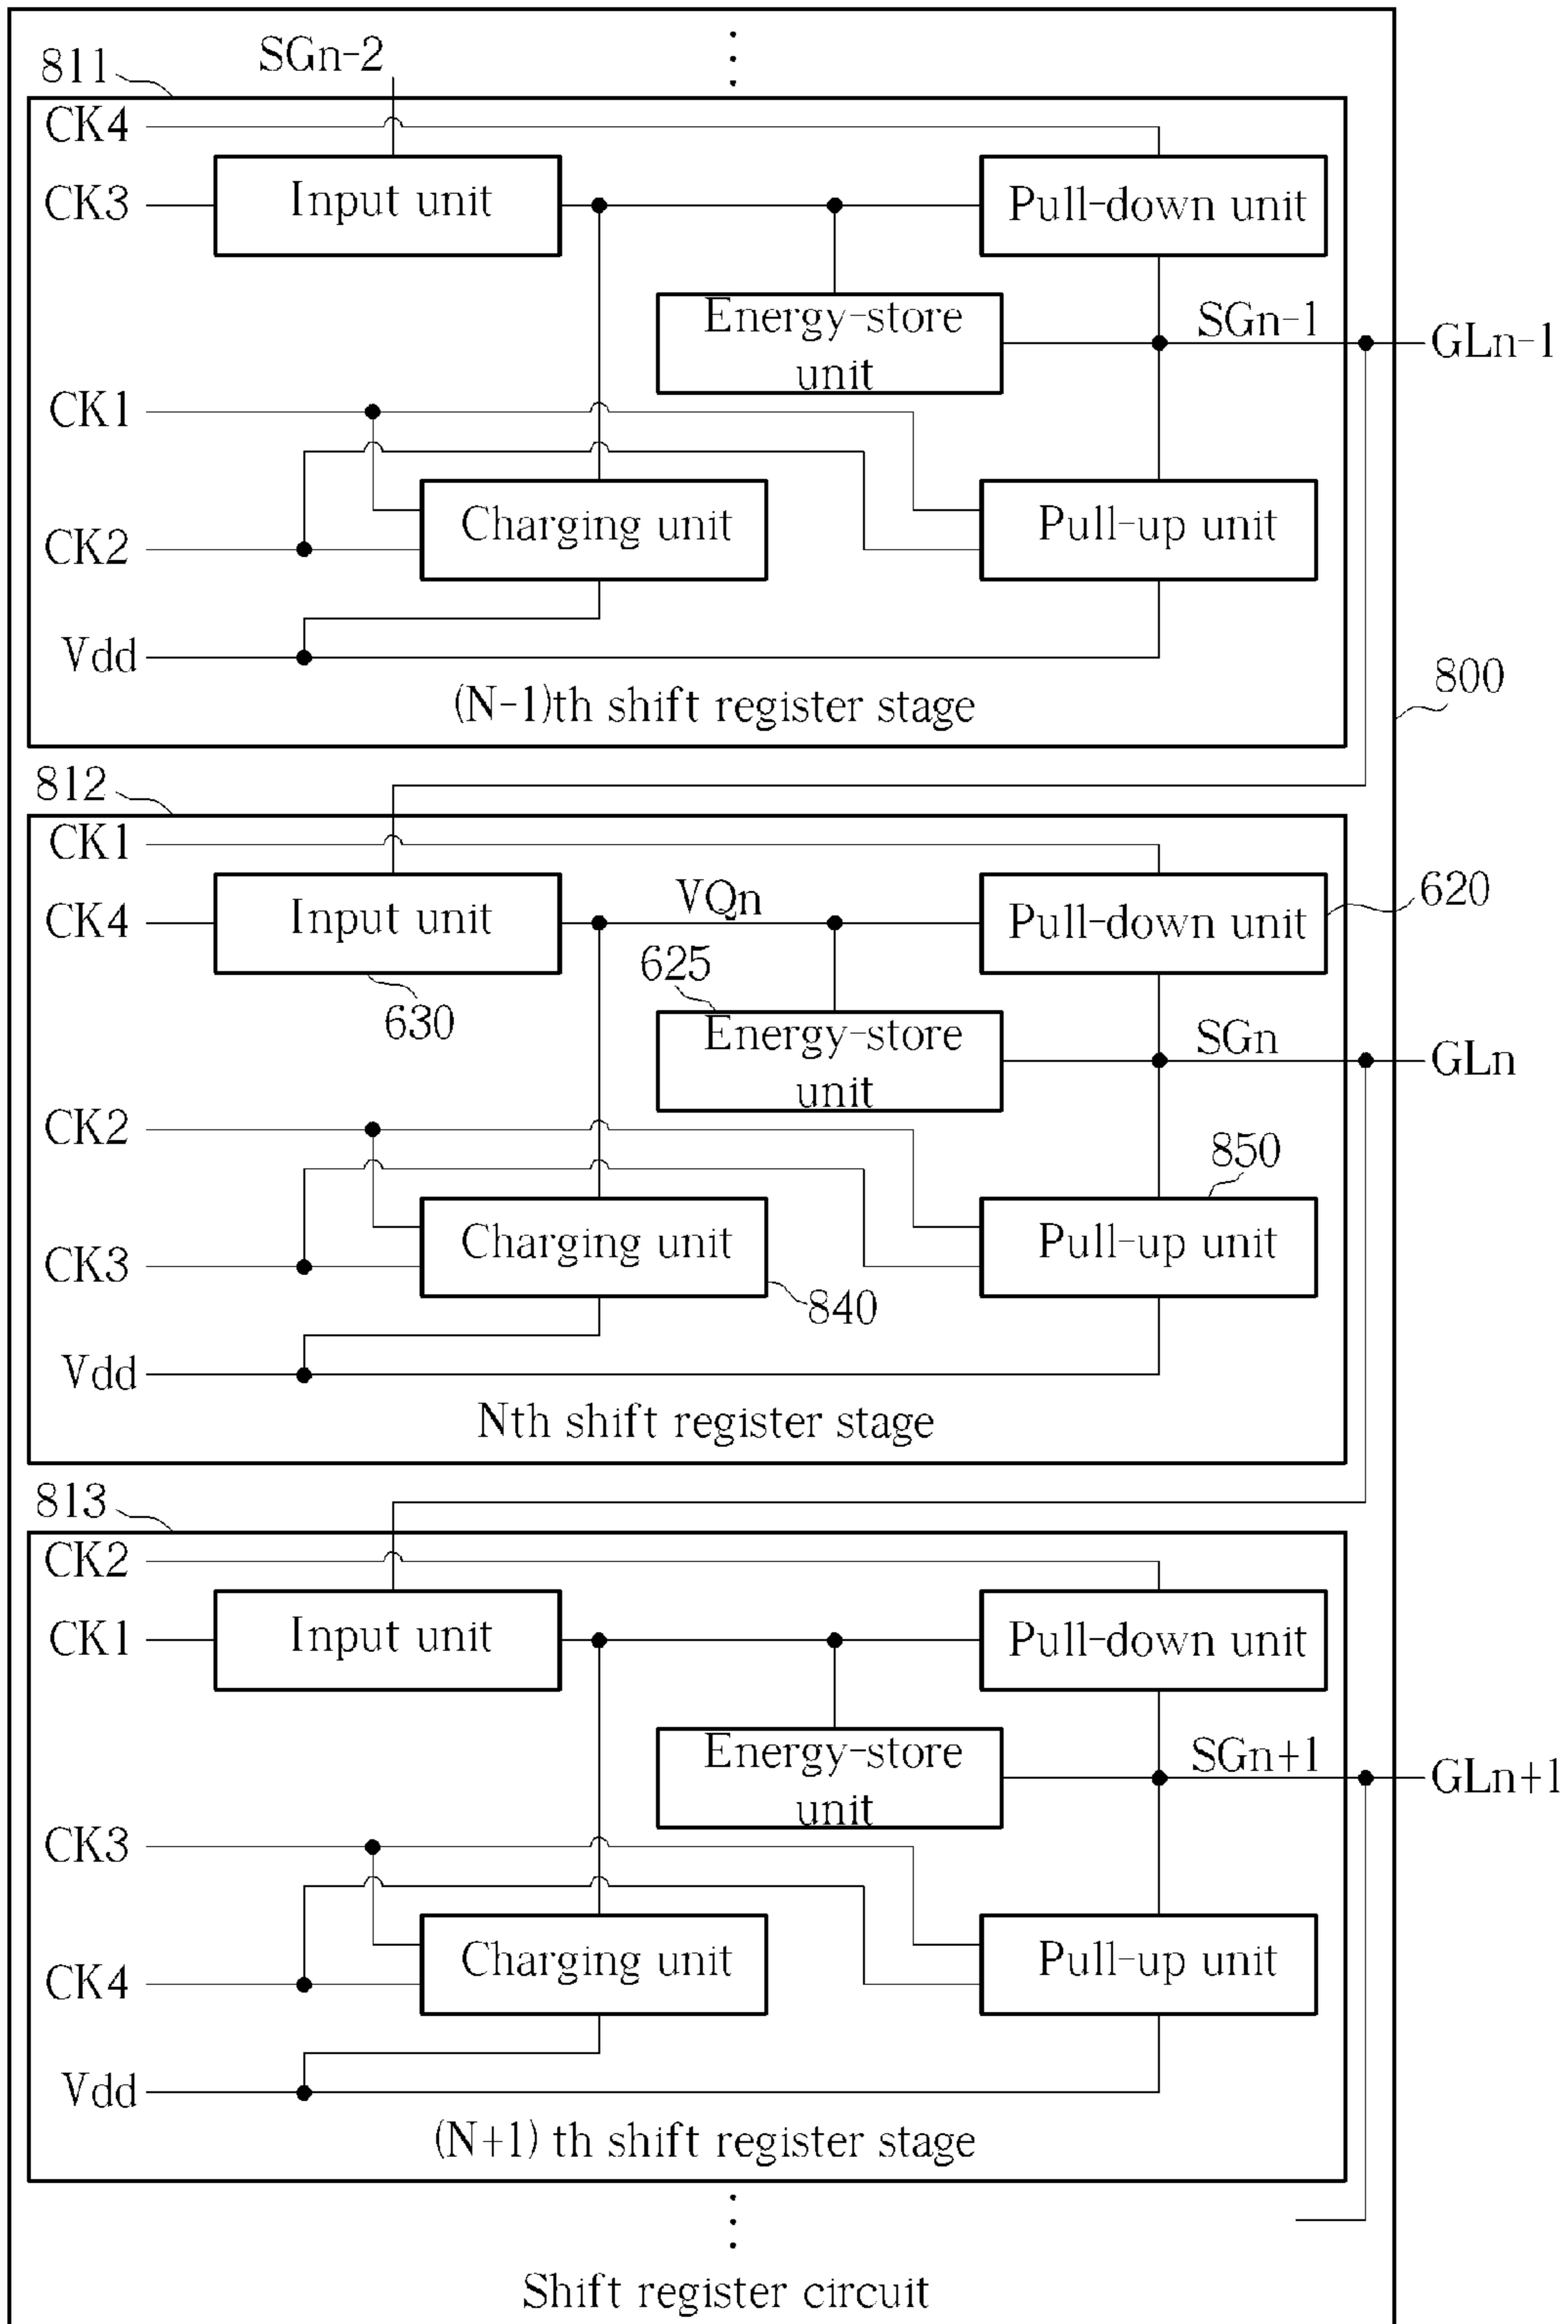 SGn-2
811
CK4
CK3
Input unit
Pull-down unit
Energy-store
unit
SGn-1
GLn-1
CK1
CK2
Charging unit
Pull-up unit
Vdd
(N-1)th shift register stage
800
812
CK1
CK4
Input unit
VQn
Pull-down unit
620
630
625
Energy-store
unit
SGn
GLn
CK2
850
CK3
Charging unit
Pull-up unit
840
Vdd
Nth shift register stage
813
CK2
CK1
Input unit
Pull-down unit
Energy-store
unit
SGn+1
GLn+1
CK3
CK4
Charging unit
Pull-up unit
Vdd
(N+1) th shift register stage
Shift register circuit